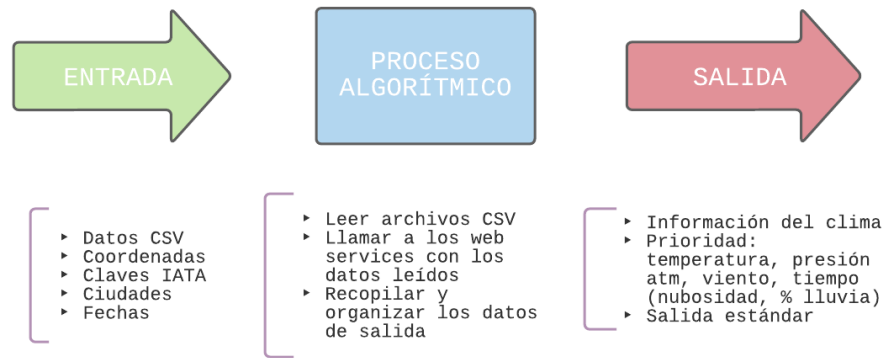 ENTRADA
PROCESO
ALGORÍTMICO
SALIDA
‣ Datos CSV
‣ Coordenadas
‣ Claves IATA
‣ Ciudades
‣ Fechas
‣ Leer archivos CSV
‣ Llamar a los web
services con los
datos leídos
‣ Recopilar y
organizar los datos
de salida
‣ Información del clima
‣ Prioridad:
temperatura, presión
atm, viento, tiempo
(nubosidad, % lluvia)
‣ Salida estándar